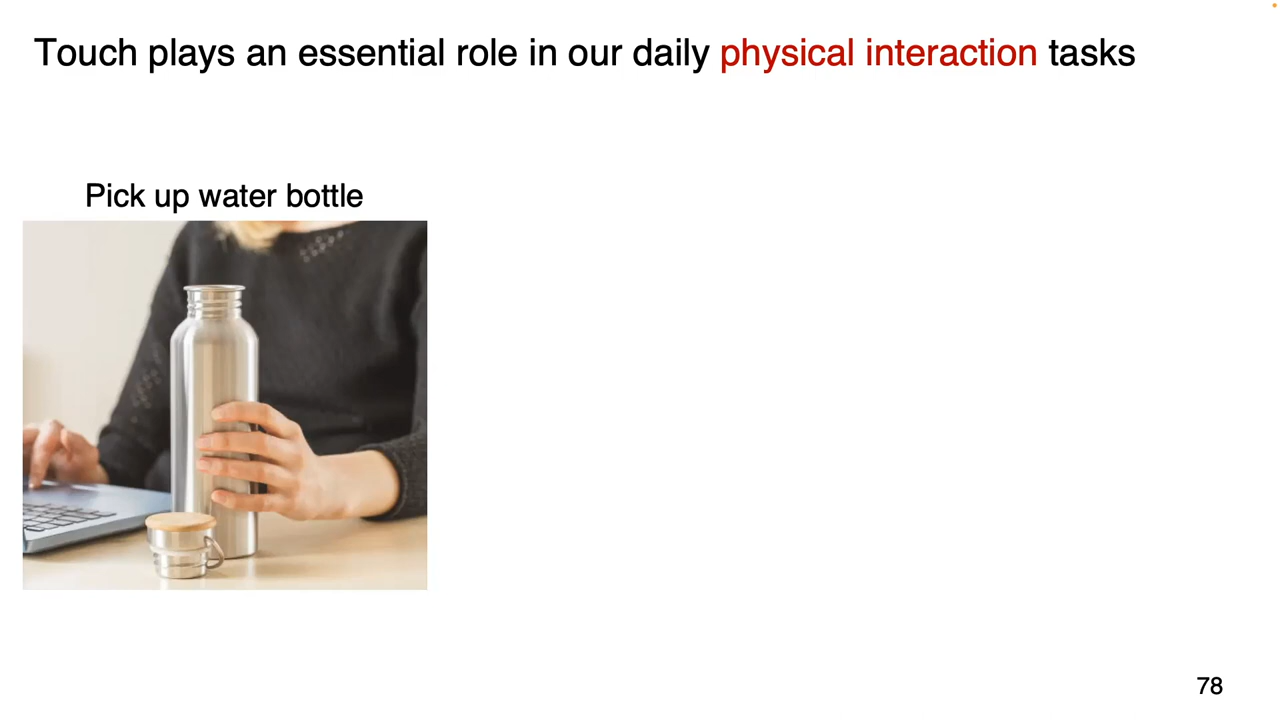 Touch plays an essential role in our daily physical interaction tasks
Pick up water bottle
78